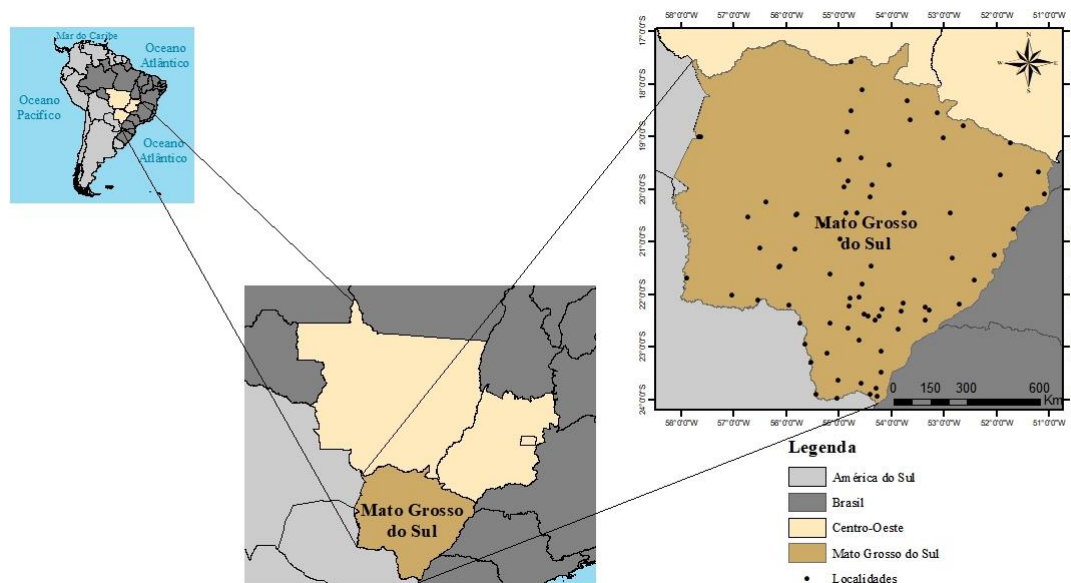 Mar do Caribe
Oceano
Atlântico
Oceano
Pacífico
Oceano
Atlântico
Mato Grosso
do Sul
58°0'0"W 57°0'0"W 56°0'0"W 55°0'0"W 54°0'0"W 53°0'0"W 52°0'0"W 51°0'0"W
17°0'0"S
18°0'0"S
19°0'0"S
20°0'0"S
21°0'0"S
22°0'0"S
23°0'0"S
24°0'0"S
N
W E
S
Mato Grosso
do Sul
0 150 300 600
Km
58°0'0"W 57°0'0"W 56°0'0"W 55°0'0"W 54°0'0"W 53°0'0"W 52°0'0"W 51°0'0"W
Legenda
América do Sul
Brasil
Centro-Oeste
Mato Grosso do Sul
Localidades